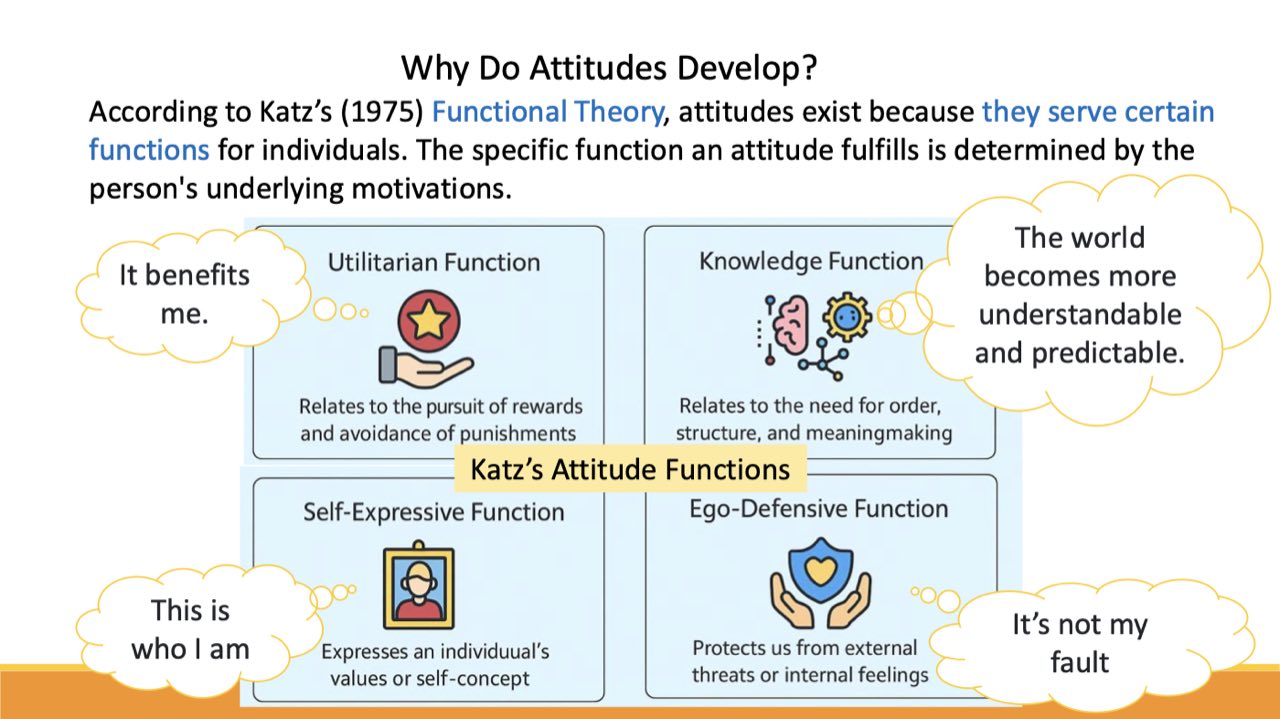 Why Do Attitudes Develop?
According to Katz’s (1975) Functional Theory, attitudes exist because they serve certain
functions for individuals. The specific function an attitude fulfills is determined by the
person's underlying motivations.
It benefits
me.
Utilitarian Function
Relates to the pursuit of rewards
and avoidance of punishments
Knowledge Function
Relates to the need for order,
structure, and meaningmaking
The world
becomes more
understandable
and predictable.
Katz’s Attitude Functions
This is
who I am
Self-Expressive Function
Expresses an individuual’s
values or self-concept
Ego-Defensive Function
Protects us from external
threats or internal feelings
It’s not my
fault